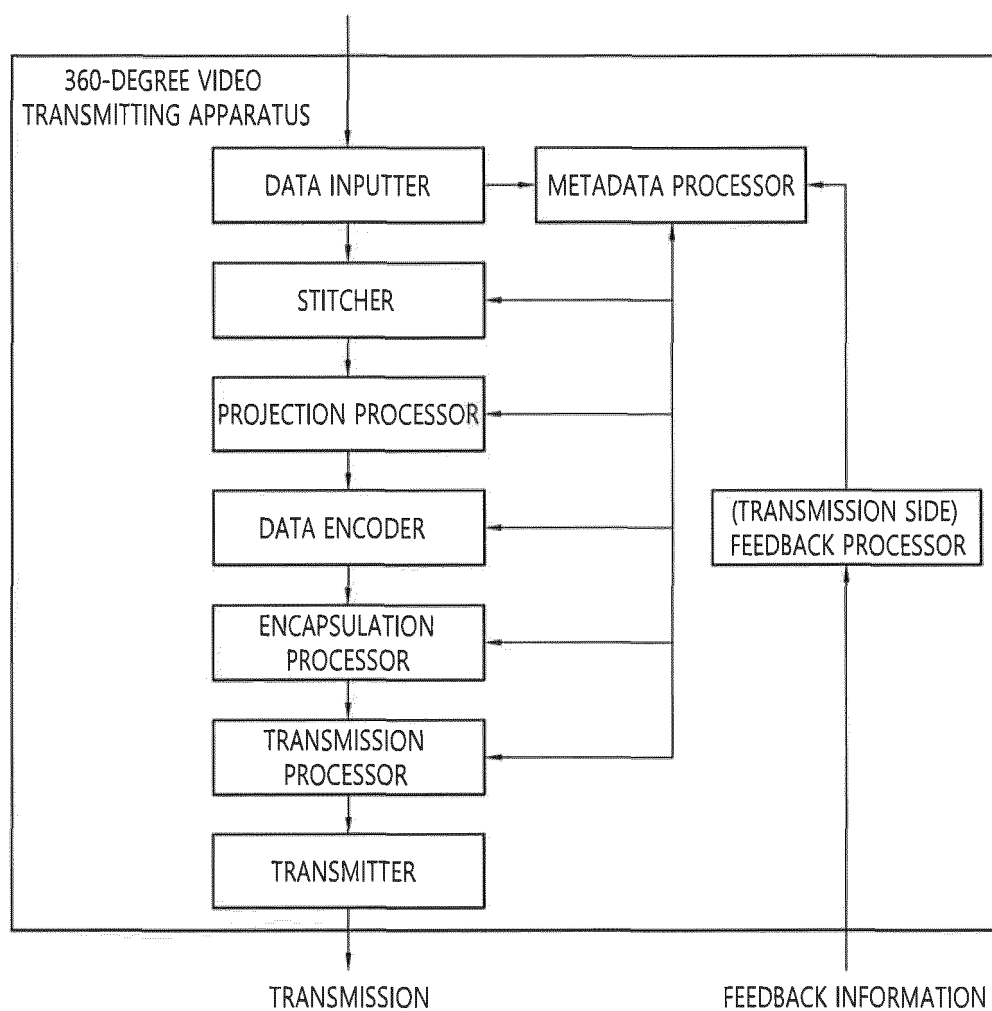 360-DEGREE VIDEO
TRANSMITTING APPARATUS
DATA INPUTTER
METADATA PROCESSOR
STITCHER
PROJECTION PROCESSOR
DATA ENCODER
(TRANSMISSION SIDE)
FEEDBACK PROCESSOR
ENCAPSULATION
PROCESSOR
TRANSMISSION
PROCESSOR
TRANSMITTER
TRANSMISSION
FEEDBACK INFORMATION